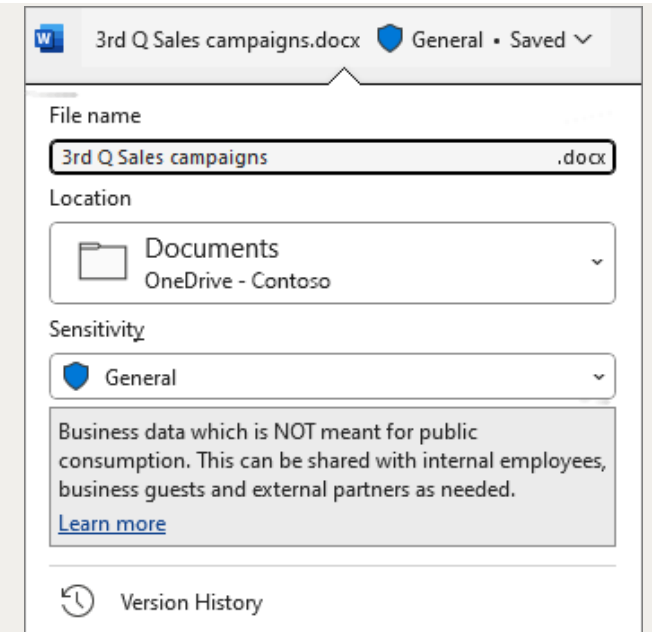 W 3rd Q Sales campaigns.docx General • Saved
File name
3rd Q Sales campaigns .docx
Location
Documents
OneDrive - Contoso
Sensitivity
General
Business data which is NOT meant for public
consumption. This can be shared with internal employees,
business guests and external partners as needed.
Learn more
Version History